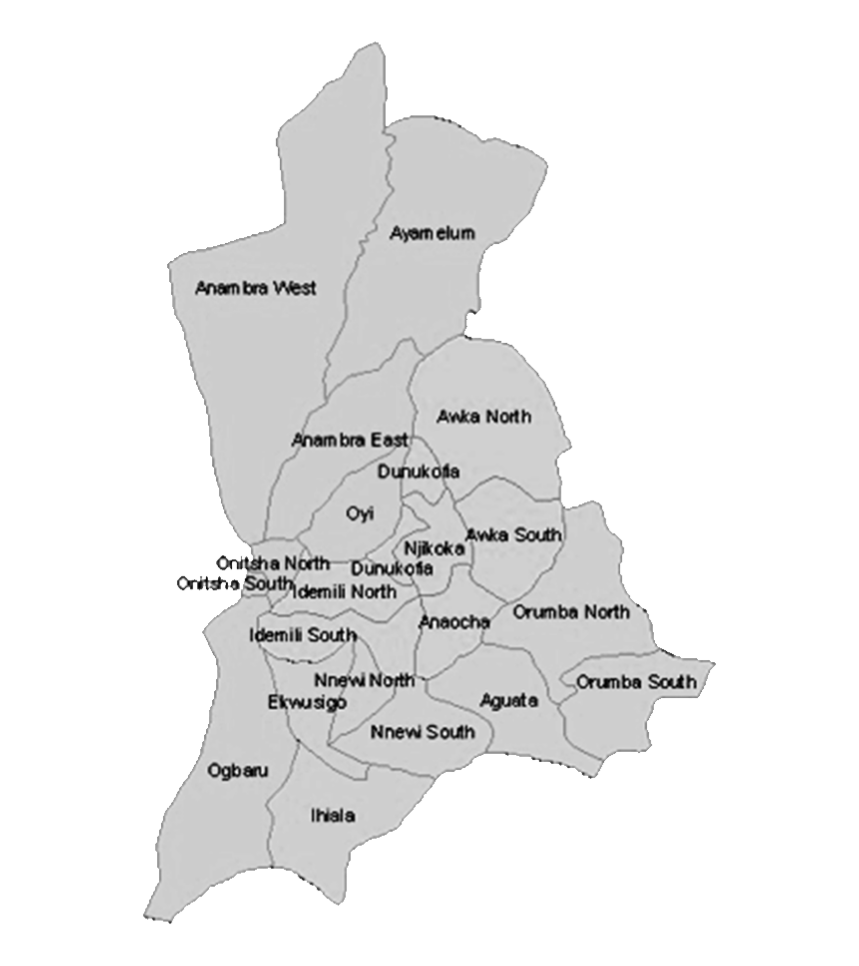 Ayamelum
Anambra West
Awka North
Anambra East
Dunukofia
Oyi
Awka South
Njikoka
Onitsha North
Dunukofia
Onitsha South
Idemili North
Orumba North
Anaocha
Idemili South
Nnewi North
Orumba South
Ekwusigo
Aguata
Nnewi South
Ogbaru
Ihiala